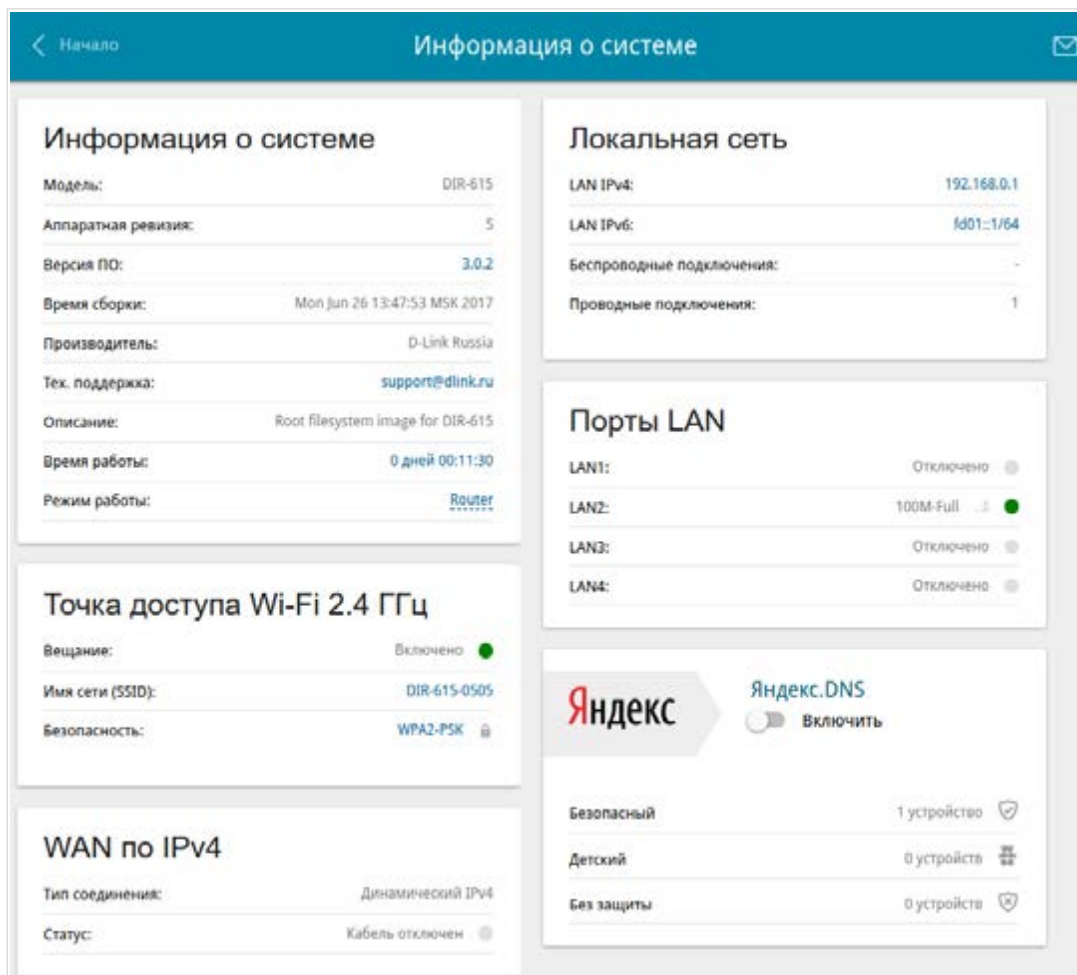 Начало
Информация о системе
Информация о системе
Модель: DIR-615
Аппаратная ревизия: S
Версия ПО: 3.0.2
Время сборки: Mon Jun 26 13:47:53 MSK 2017
Производитель: D-Link Russia
Тех. поддержка: support@dlink.ru
Описание: Root filesystem image for DIR-615
Время работы: 0 дней 00:11:30
Режим работы: Router
Точка доступа Wi-Fi 2.4 ГГц
Вещание: Включено
Имя сети (SSID): DIR-615-0505
Безопасность: WPA2-PSK
WAN по IPv4
Тип соединения: Динамический IPv4
Статус: Кабель отключен
Локальная сеть
LAN IPv4: 192.168.0.1
LAN IPv6: fd01::1/64
Беспроводные подключения: -
Проводные подключения: 1
Порты LAN
LAN1: Отключено
LAN2: 100M-Full
LAN3: Отключено
LAN4: Отключено
Яндекс
Яндекс.DNS
Включить
Безопасный 1 устройство
Детский 0 устройств
Без защиты 0 устройств